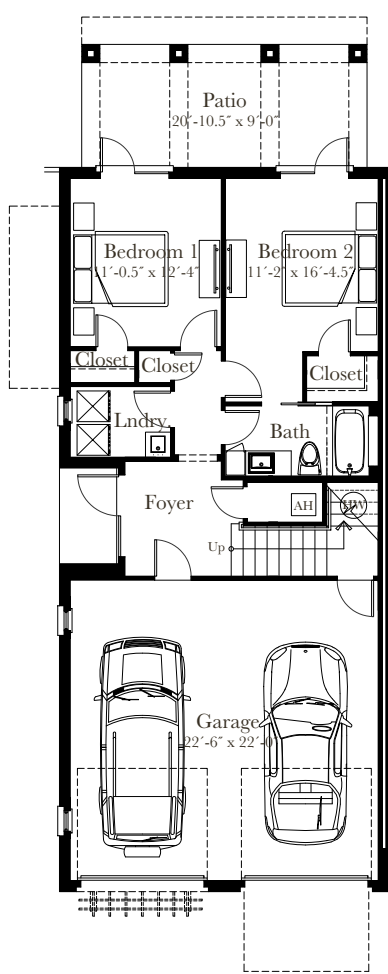 Patio
20´-10.5˝ x 9´-0˝
Bedroom 1
11´-0.5˝ x 12´-4˝
Bedroom 2
11´-2˝ x 16´-4.5˝
Closet
Closet
Closet
Lndry
Bath
Foyer
AH
HW
Up
Garage
22´-6˝ x 22´-0˝